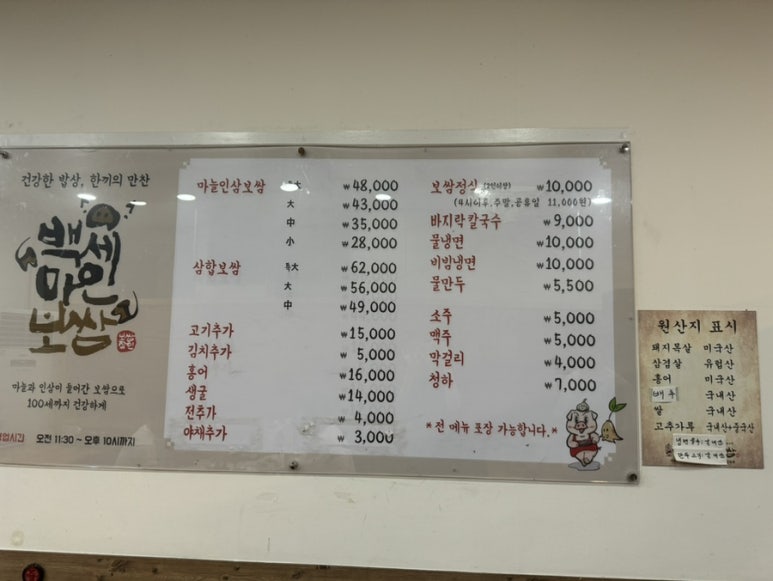 건강한 밥상, 한끼의 만찬
백세
마인
보쌈
마늘과 인삼이 들어간 보쌈으로
100세까지 건강하게
영업시간 오전 11:30 ~ 오후 10시까지
마늘인삼보쌈 특大 ₩48,000
大 ₩43,000
中 ₩35,000
小 ₩28,000
삼합보쌈 특大 ₩62,000
大 ₩56,000
中 ₩49,000
고기추가 ₩15,000
김치추가 ₩5,000
홍어 ₩16,000
생굴 ₩14,000
전추가 ₩4,000
야채추가 ₩3,000
보쌈정식 (2인이상) ₩10,000
(4시이후,주말,공휴일 11,000원)
바지락칼국수 ₩9,000
물냉면 ₩10,000
비빔냉면 ₩10,000
물만두 ₩5,500
소주 ₩5,000
맥주 ₩5,000
막걸리 ₩4,000
청하 ₩7,000
*전 메뉴 포장 가능합니다.*
원산지 표시
돼지목살 미국산
삼겹살 유럽산
홍어 미국산
배추 국내산
쌀 국내산
고추가루 국내산+중국산